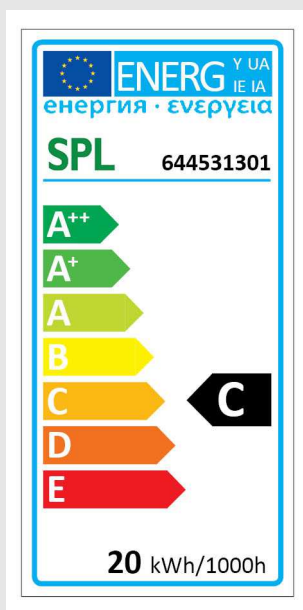 ENERG Y UA
IE IA
енергия · ενεργεια
SPL 644531301
A++
A+
A
B
C C
D
E
20 kWh/1000h